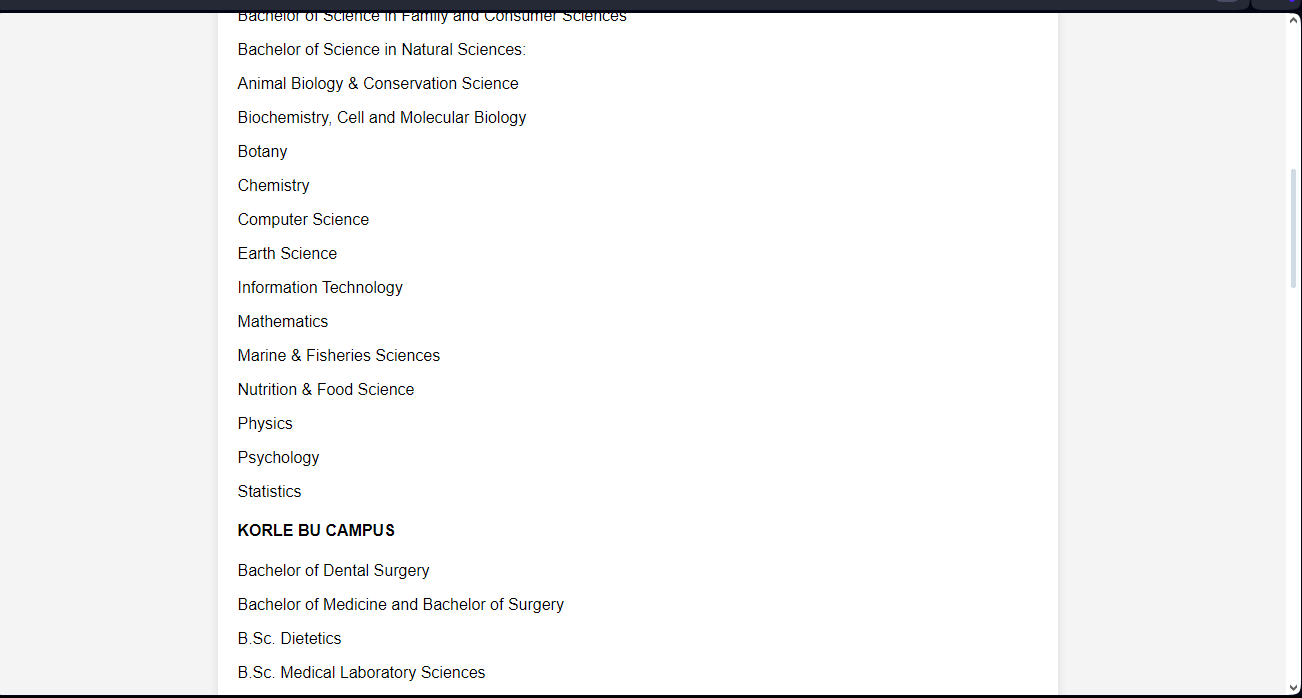 Bachelor of Science in Family and Consumer Sciences
Bachelor of Science in Natural Sciences:
Animal Biology & Conservation Science
Biochemistry, Cell and Molecular Biology
Botany
Chemistry
Computer Science
Earth Science
Information Technology
Mathematics
Marine & Fisheries Sciences
Nutrition & Food Science
Physics
Psychology
Statistics
KORLE BU CAMPUS
Bachelor of Dental Surgery
Bachelor of Medicine and Bachelor of Surgery
B.Sc. Dietetics
B.Sc. Medical Laboratory Sciences